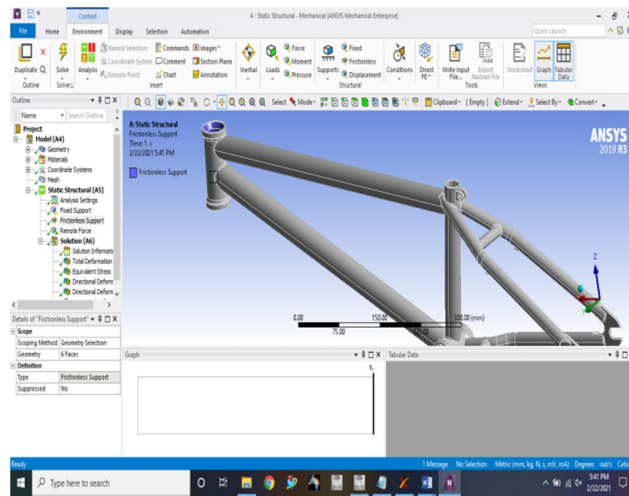 Context
A : Static Structural - Mechanical [ANSYS Mechanical Enterprise]
File Home Environment Display Selection Automation
Quick Launch
Duplicate Q
Outline
Solve
Solver
Analysis
Named Selection Commands Images
Coordinate System Comment Section Plane
Remote Point Chart Annotation
Insert
Inertial Loads
Force
Moment
Pressure
Supports
Fixed
Frictionless
Displacement
Structural
Conditions
Direct FE
Write Input File...
Export Nastran File
Tools
Worksheet Graph Tabular Data
Views
Outline
Name Search Outline
Select Mode Clipboard [ Empty ] Extend Select By Convert
Project
Model (A4)
Geometry
Materials
Coordinate Systems
Mesh
Static Structural (A5)
Analysis Settings
Fixed Support
Frictionless Support
Remote Force
Solution (A6)
Solution Informati
Total Deformation
Equivalent Stress
Directional Deform
Directional Deform
A: Static Structural
Frictionless Support
Time: 1. s
2/22/2021 5:41 PM
Frictionless Support
ANSYS
2019 R3
Z
0.00 150.00 300.00 (mm)
75.00
Details of "Frictionless Support"
Scope
Scoping Method Geometry Selection
Geometry 6 Faces
Definition
Type Frictionless Support
Suppressed No
Graph
1.
Tabular Data
Ready
1 Message No Selection Metric (mm, kg, N, s, mV, mA) Degrees rad/s Cels
Type here to search
5:41 PM
2/22/2021